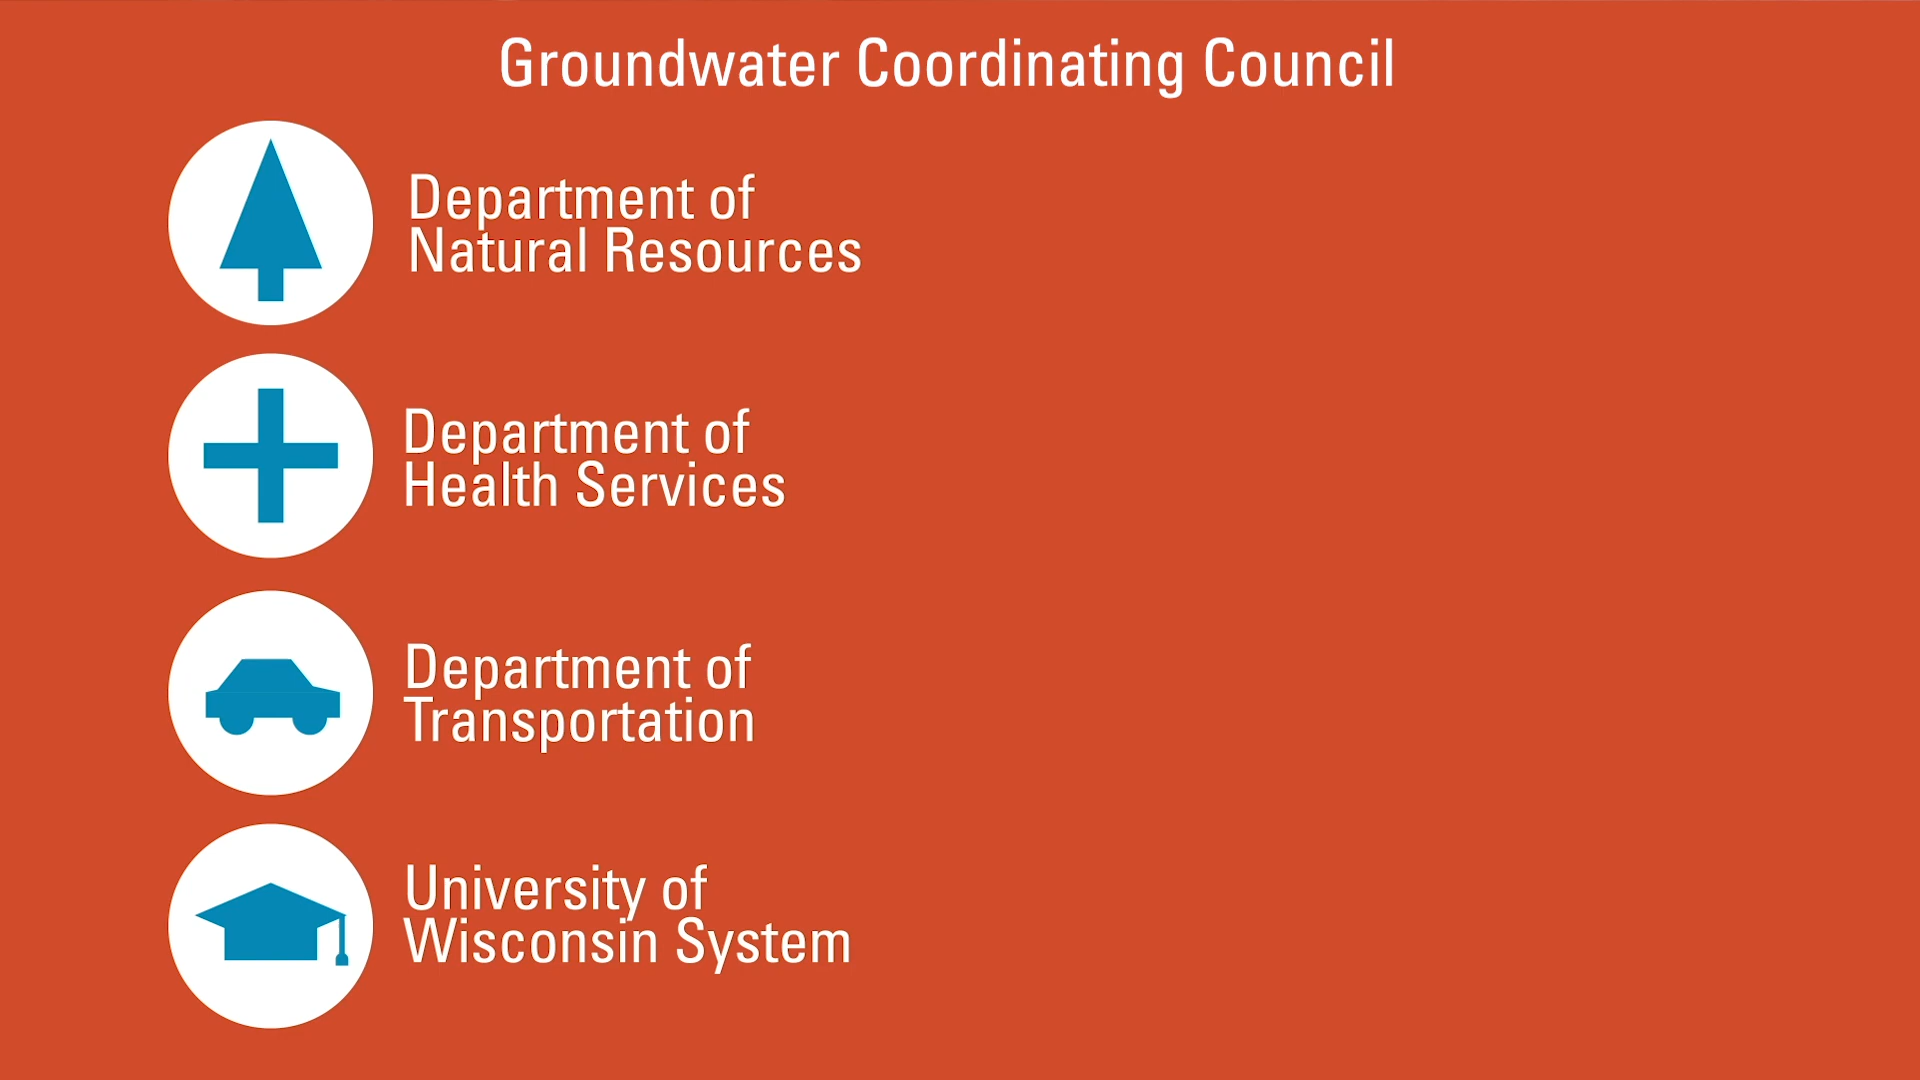 Groundwater Coordinating Council
Department of
Natural Resources
Department of
Health Services
Department of
Transportation
University of
Wisconsin System